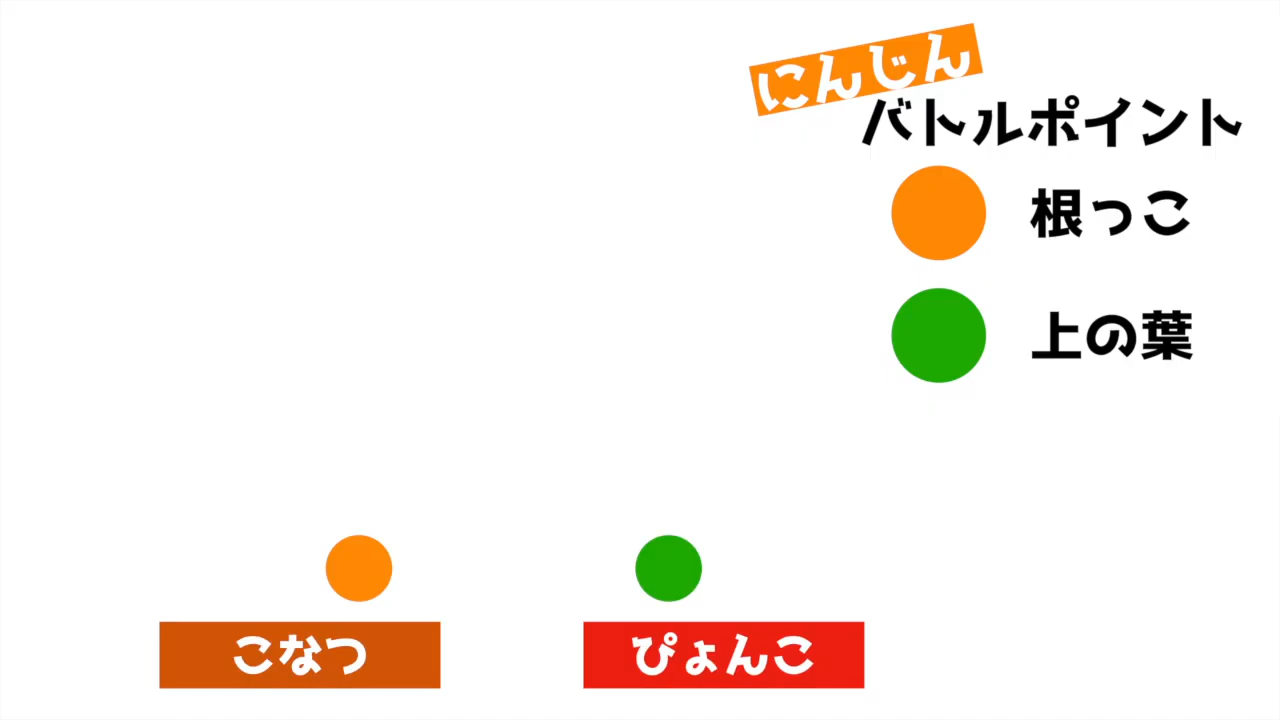 にんじん
バトルポイント
根っこ
上の葉
こなつ
ぴょんこ